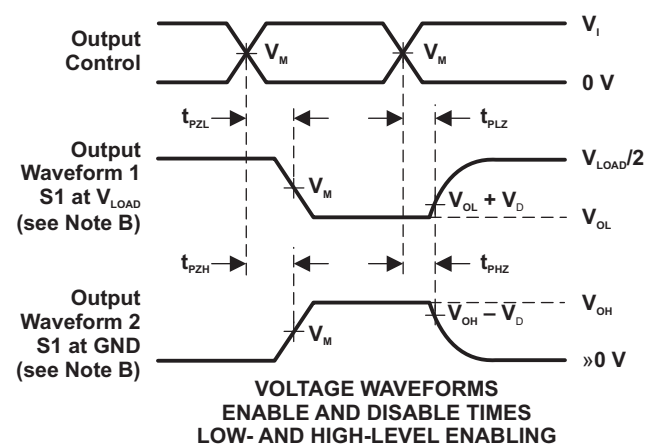 Output
Control
V_M
V_M
V_I
0 V
t_PZL
t_PLZ
Output
Waveform 1
S1 at V_LOAD
(see Note B)
V_M
V_OL + V_D
V_LOAD/2
V_OL
t_PZH
t_PHZ
Output
Waveform 2
S1 at GND
(see Note B)
V_M
V_OH – V_D
V_OH
»0 V
VOLTAGE WAVEFORMS
ENABLE AND DISABLE TIMES
LOW- AND HIGH-LEVEL ENABLING